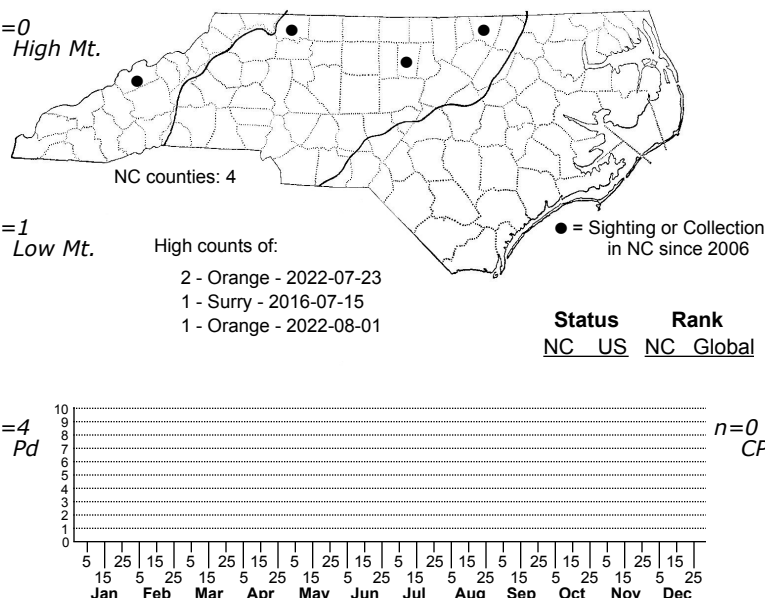 =0
High Mt.
NC counties: 4
=1
Low Mt.
High counts of:
2 - Orange - 2022-07-23
1 - Surry - 2016-07-15
1 - Orange - 2022-08-01
● = Sighting or Collection
in NC since 2006
Status Rank
NC US NC Global
=4
Pd
10
9
8
7
6
5
4
3
2
1
0
n=0
CP
5 25 15 5 25 15 5 25 15 5 25 15 5 25 15 5 25 15
15 5 25 15 5 25 15 5 25 15 5 25 15 5 25 15 5 25
Jan Feb Mar Apr May Jun Jul Aug Sep Oct Nov Dec